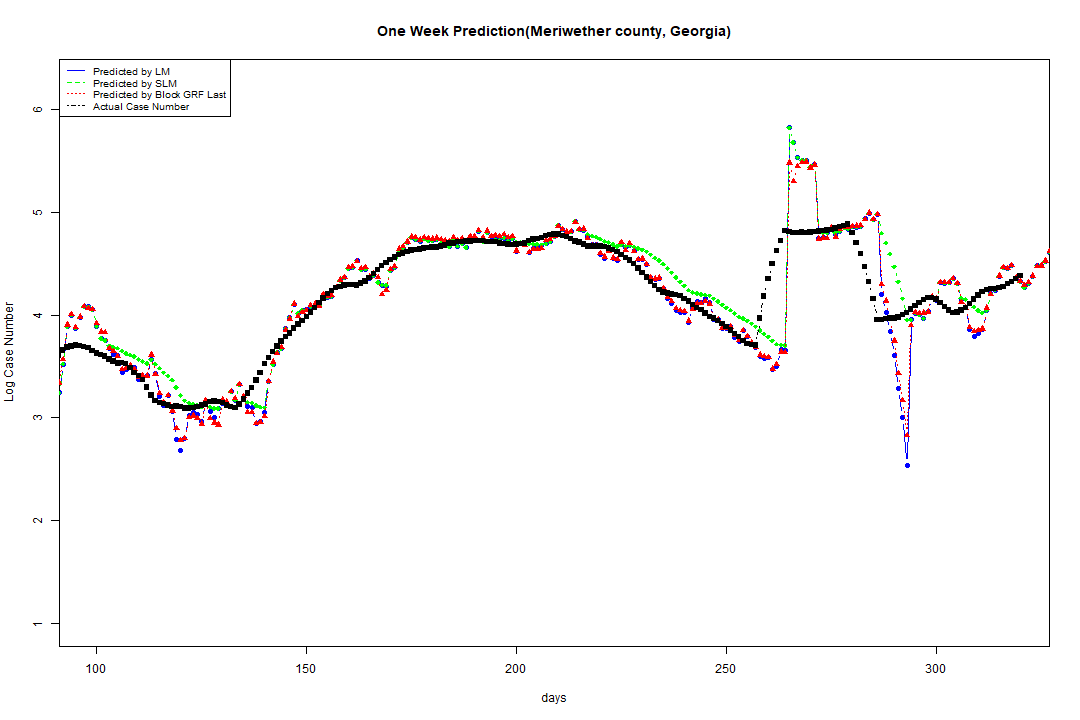 One Week Prediction(Meriwether county, Georgia)
Predicted by LM
Predicted by SLM
Predicted by Block GRF Last
Actual Case Number
6
5
4
3
2
1
Log Case Number
100 150 200 250 300
days